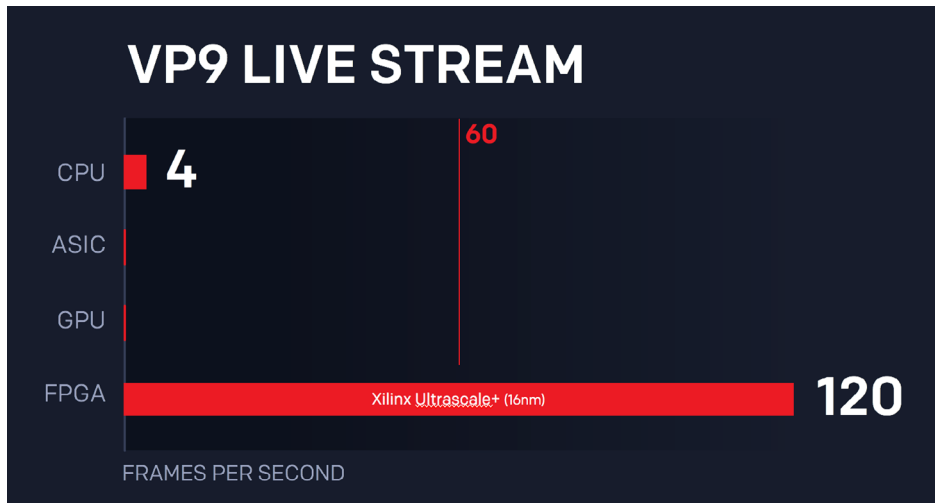 VP9 LIVE STREAM
60
CPU 4
ASIC
GPU
FPGA Xilinx Ultrascale+ (16nm) 120
FRAMES PER SECOND